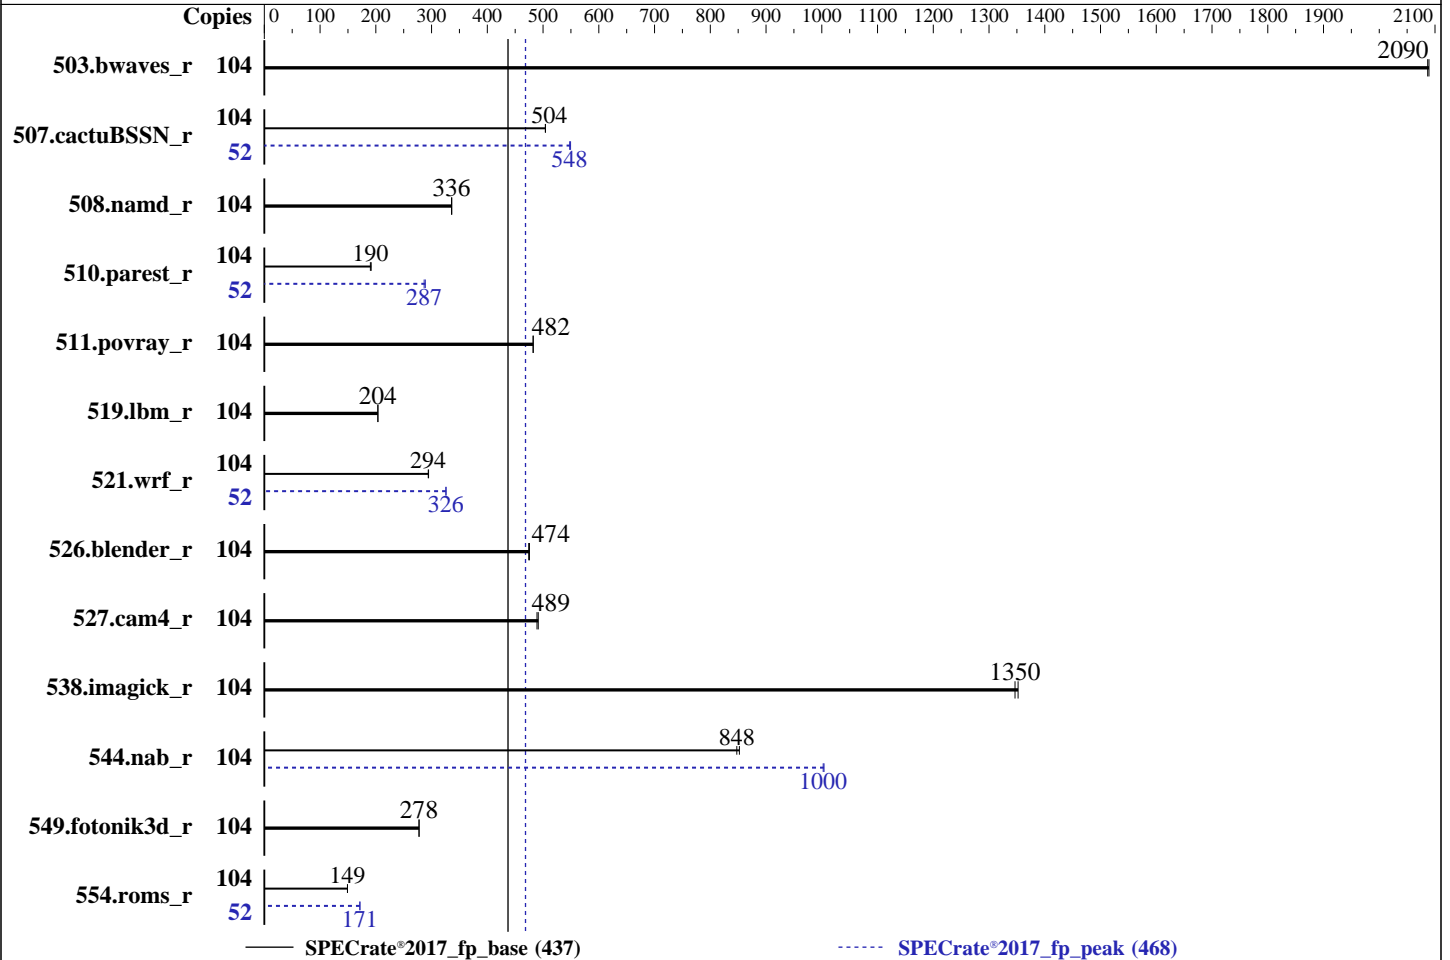 Copies 0 100 200 300 400 500 600 700 800 900 1000 1100 1200 1300 1400 1500 1600 1700 1800 1900 2100
503.bwaves_r 104 2090
507.cactuBSSN_r 104 504
52 548
508.namd_r 104 336
510.parest_r 104 190
52 287
511.povray_r 104 482
519.lbm_r 104 204
521.wrf_r 104 294
52 326
526.blender_r 104 474
527.cam4_r 104 489
538.imagick_r 104 1350
544.nab_r 104 848
1000
549.fotonik3d_r 104 278
554.roms_r 104 149
52 171
SPECrate®2017_fp_base (437) SPECrate®2017_fp_peak (468)